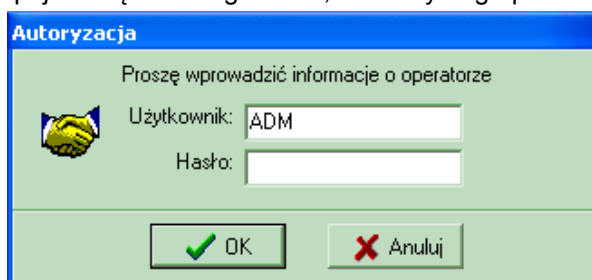 Autoryzacja
Proszę wprowadzić informacje o operatorze
Użytkownik: ADM
Hasło:
OK Anuluj